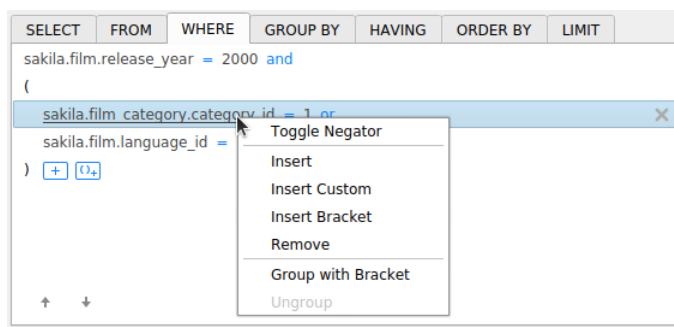 SELECT FROM WHERE GROUP BY HAVING ORDER BY LIMIT
sakila.film.release_year = 2000 and
(
sakila.film_category.category_id = 1 or
sakila.film.language_id =
) + ()+
Toggle Negator
Insert
Insert Custom
Insert Bracket
Remove
Group with Bracket
Ungroup